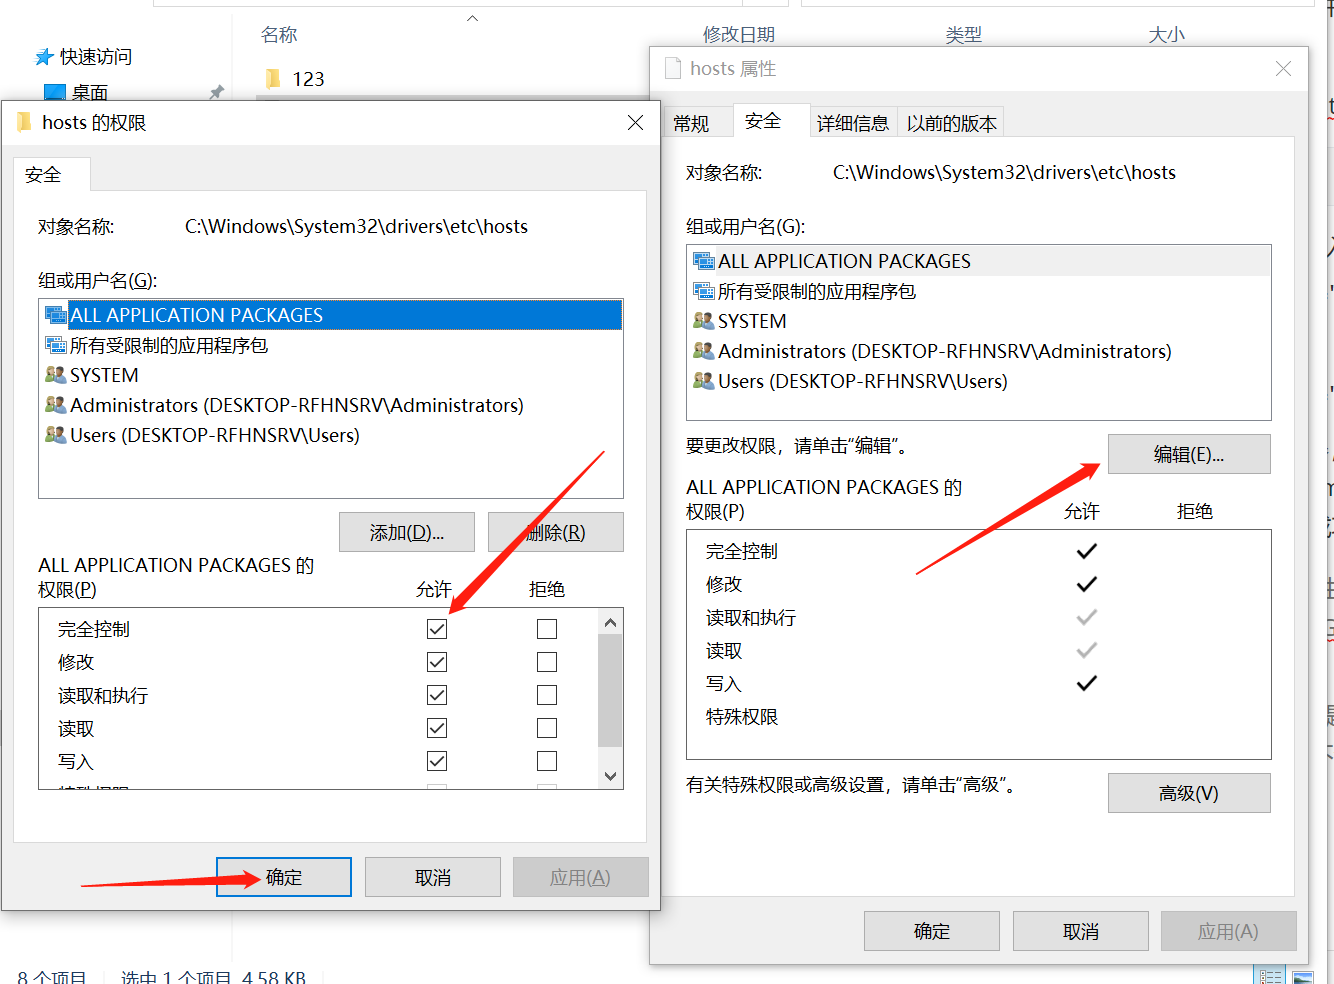 名称
修改日期
类型
大小
快速访问
桌面
123
hosts 的权限
安全
对象名称:
C:\Windows\System32\drivers\etc\hosts
组或用户名(G):
ALL APPLICATION PACKAGES
所有受限制的应用程序包
SYSTEM
Administrators (DESKTOP-RFHNSRV\Administrators)
Users (DESKTOP-RFHNSRV\Users)
添加(D)...
删除(R)
ALL APPLICATION PACKAGES 的
权限(P)
允许
拒绝
完全控制
修改
读取和执行
读取
写入
特殊权限
确定
取消
应用(A)
hosts 属性
常规
安全
详细信息
以前的版本
对象名称:
C:\Windows\System32\drivers\etc\hosts
组或用户名(G):
ALL APPLICATION PACKAGES
所有受限制的应用程序包
SYSTEM
Administrators (DESKTOP-RFHNSRV\Administrators)
Users (DESKTOP-RFHNSRV\Users)
要更改权限，请单击“编辑”。
编辑(E)...
ALL APPLICATION PACKAGES 的
权限(P)
允许
拒绝
完全控制
修改
读取和执行
读取
写入
特殊权限
有关特殊权限或高级设置，请单击“高级”。
高级(V)
确定
取消
应用(A)
8 个项目
选中 1 个项目 4.58 KB